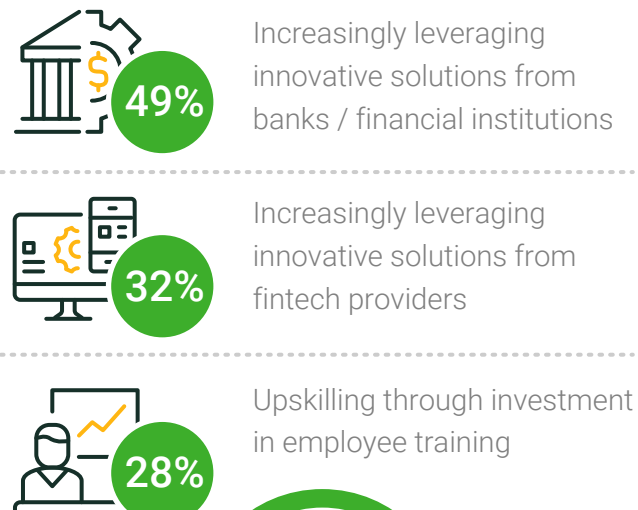 49%
Increasingly leveraging
innovative solutions from
banks / financial institutions
32%
Increasingly leveraging
innovative solutions from
fintech providers
28%
Upskilling through investment
in employee training